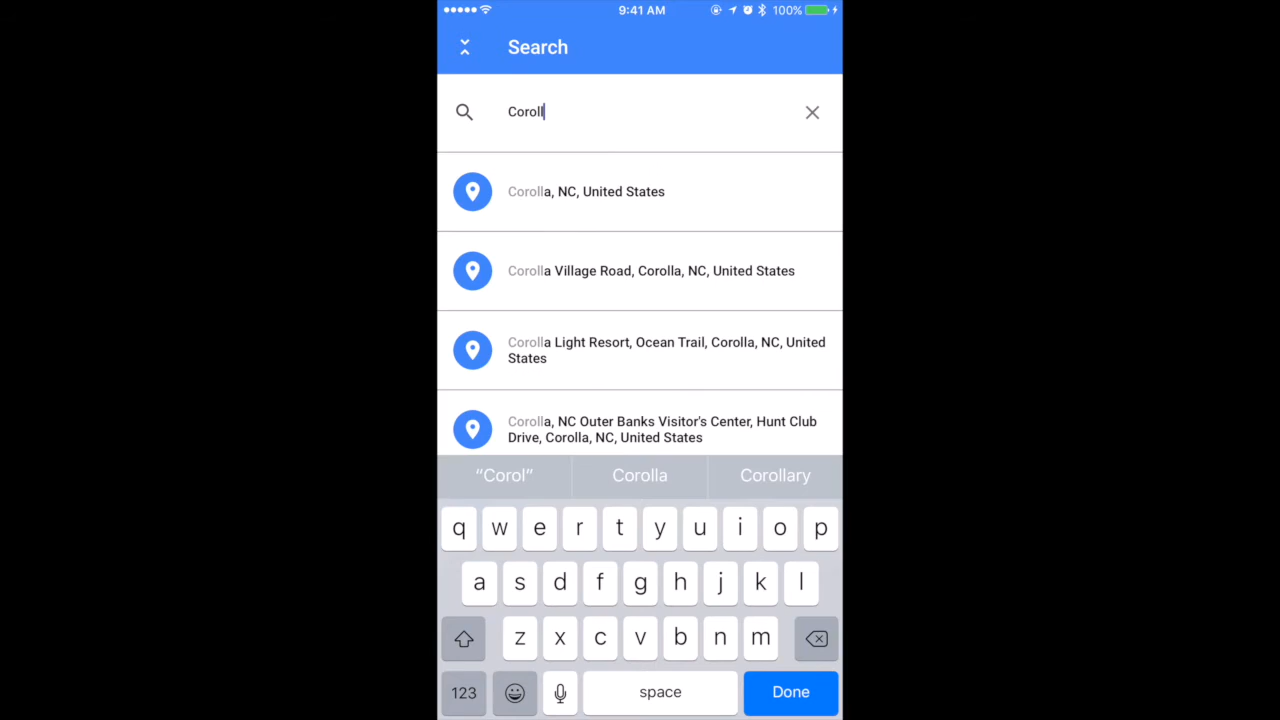 9:41 AM 100%
Search
Coroll
Corolla, NC, United States
Corolla Village Road, Corolla, NC, United States
Corolla Light Resort, Ocean Trail, Corolla, NC, United
States
Corolla, NC Outer Banks Visitor's Center, Hunt Club
Drive, Corolla, NC, United States
“Corol” Corolla Corollary
q w e r t y u i o p
a s d f g h j k l
z x c v b n m
123 space Done